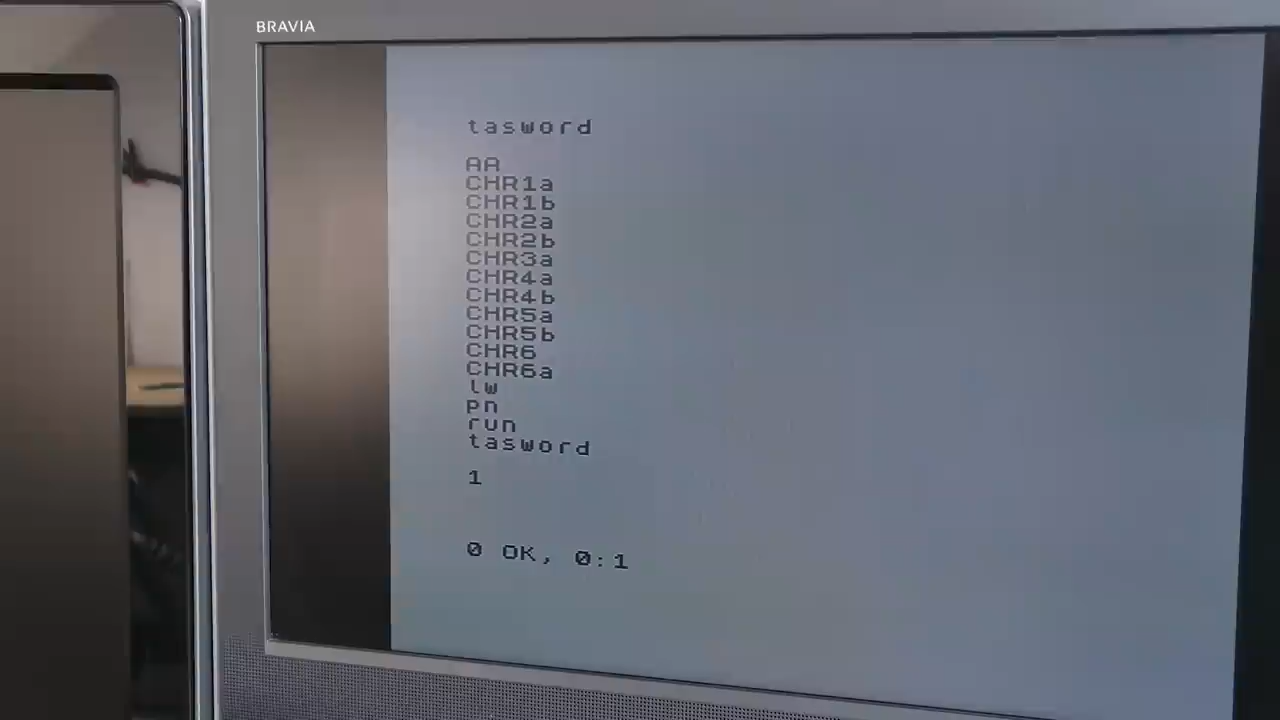 BRAVIA
tasword
AA
CHR1a
CHR1b
CHR2a
CHR2b
CHR3a
CHR4a
CHR4b
CHR5a
CHR5b
CHR6
CHR6a
lw
pn
run
tasword
1
0 OK, 0:1